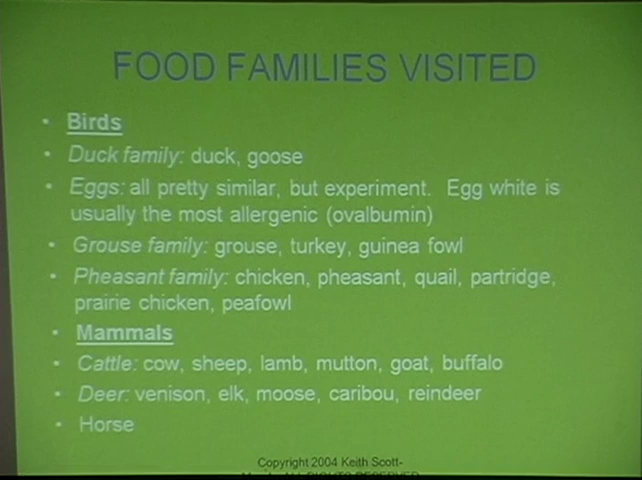 FOOD FAMILIES VISITED
• Birds
• Duck family: duck, goose
• Eggs: all pretty similar, but experiment. Egg white is
usually the most allergenic (ovalbumin)
• Grouse family: grouse, turkey, guinea fowl
• Pheasant family: chicken, pheasant, quail, partridge,
prairie chicken, peafowl
• Mammals
• Cattle: cow, sheep, lamb, mutton, goat, buffalo
• Deer: venison, elk, moose, caribou, reindeer
• Horse
Copyright 2004 Keith Scott-
RIGHTS RESERVED